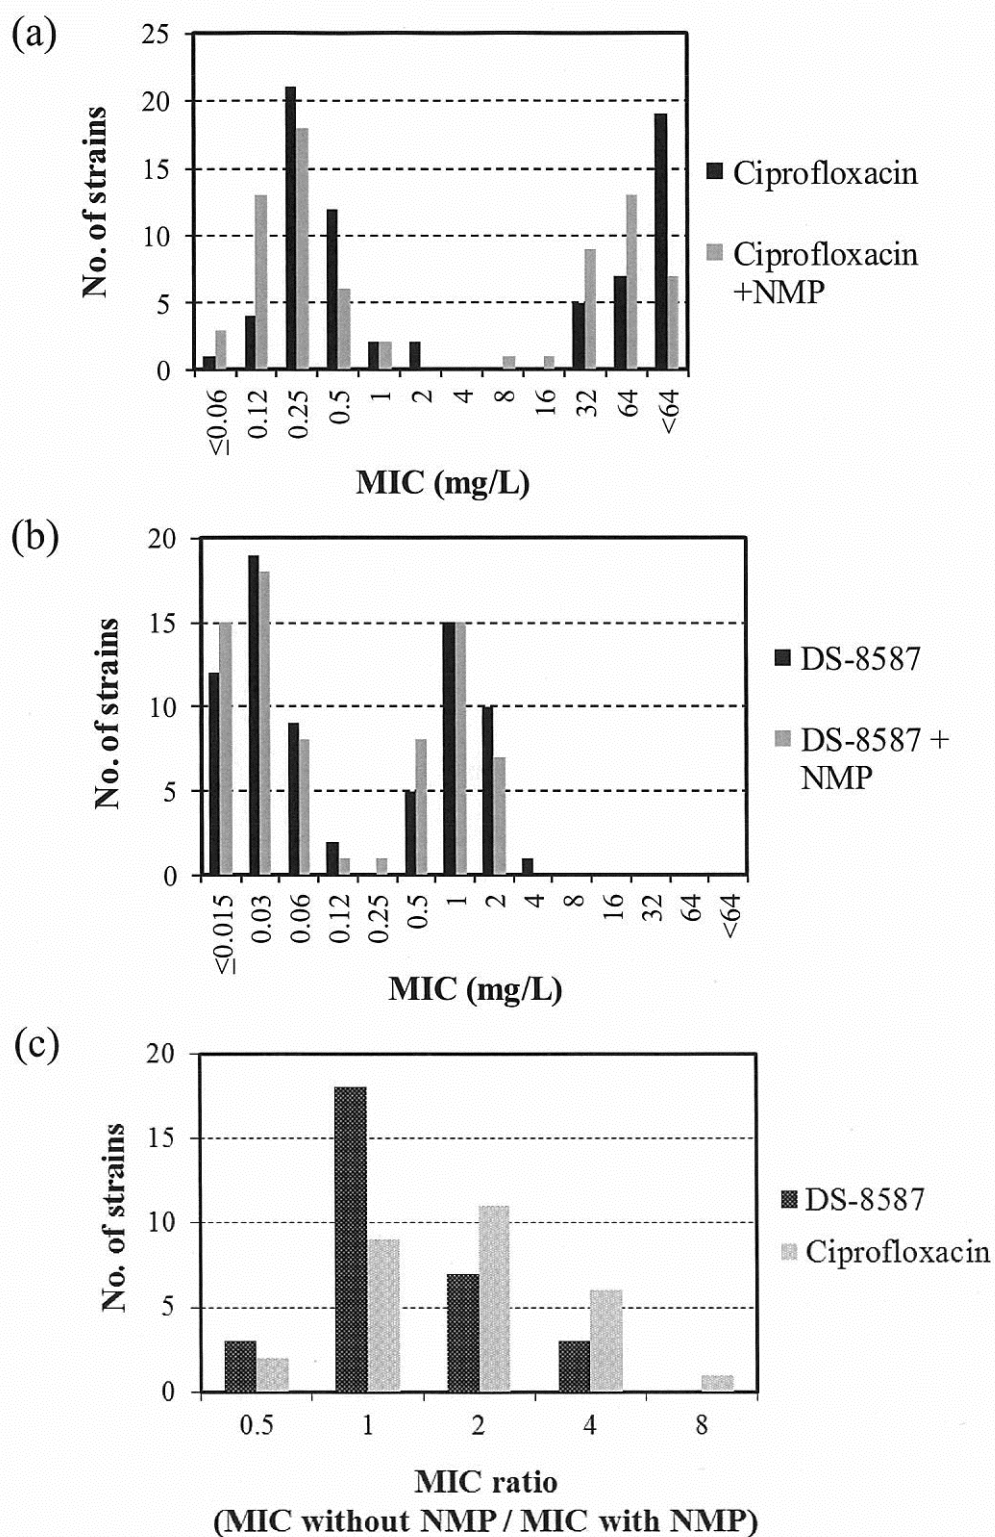 (a)
25
20
15
10
5
0
No. of strains
≤0.06 0.12 0.25 0.5 1 2 4 8 16 32 64 <64
MIC (mg/L)
Ciprofloxacin
Ciprofloxacin
+NMP
(b)
20
15
10
5
0
No. of strains
≤0.015 0.03 0.06 0.12 0.25 0.5 1 2 4 8 16 32 64 <64
MIC (mg/L)
DS-8587
DS-8587 +
NMP
(c)
20
15
10
5
0
No. of strains
0.5 1 2 4 8
MIC ratio
(MIC without NMP / MIC with NMP)
DS-8587
Ciprofloxacin